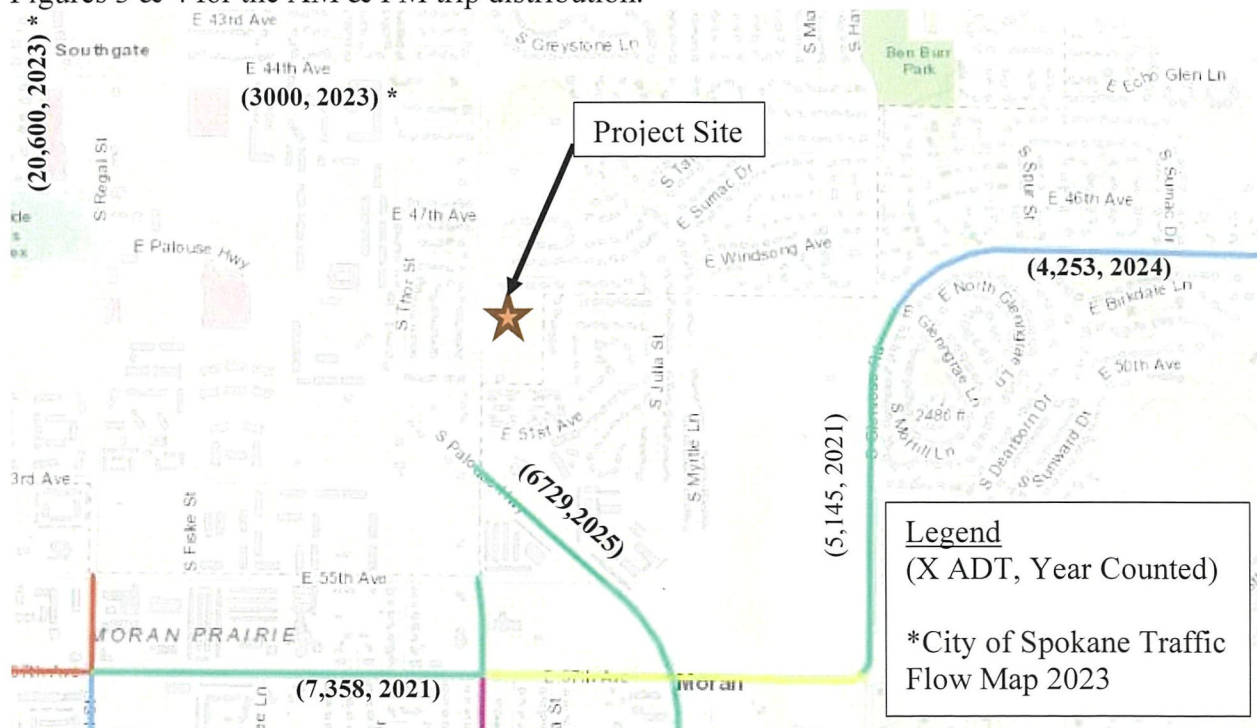 Figures 3 & 4 for the AM & PM trip distribution.
E 43rd Ave
Southgate
S Greystone Ln
Ben Burr
Park
E 44th Ave
(3000, 2023) *
(20,600, 2023) *
E Echo Glen Ln
Project Site
S Regal St
E 47th Ave
E Sumac Dr
S Spur St
E 46th Ave
S Sumac Dr
E Palouse Hwy
E Windsong Ave
(4,253, 2024)
S Thor St
E North Glenngrae Ln
E Birkdale Ln
S Julia St
S Glenrose Rd
Glenngrae Ln
E 50th Ave
2486 ft
S Morrill Ln
S Dearborn Dr
S Sunward Dr
E 51st Ave
S Palouse Hwy
S Myrtle Ln
(6729,2025)
(5,145, 2021)
3rd Ave
S Fiske St
E 55th Ave
MORAN PRAIRIE
E 57th Ave
Moran
(7,358, 2021)
Legend
(X ADT, Year Counted)
*City of Spokane Traffic
Flow Map 2023